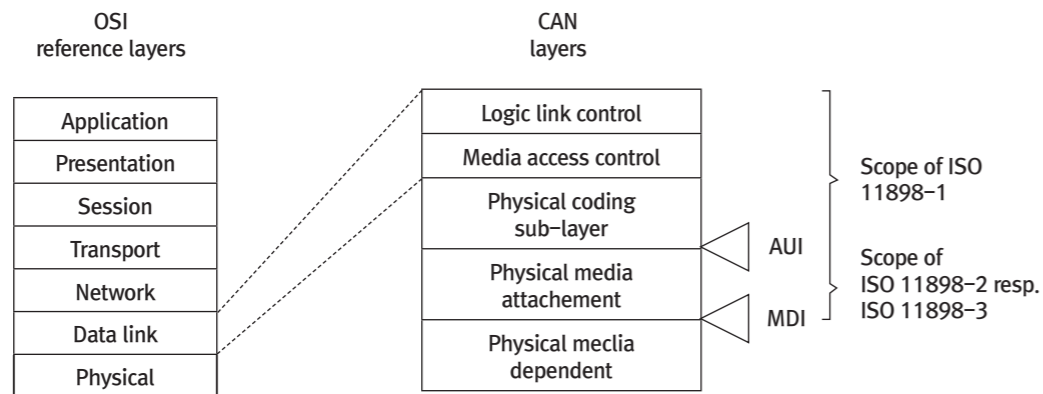 OSI
reference layers
Application
Presentation
Session
Transport
Network
Data link
Physical
CAN
layers
Logic link control
Media access control
Physical coding
sub–layer
Physical media
attachement
Physical meclia
dependent
AUI
MDI
Scope of ISO
11898–1
Scope of
ISO 11898–2 resp.
ISO 11898–3